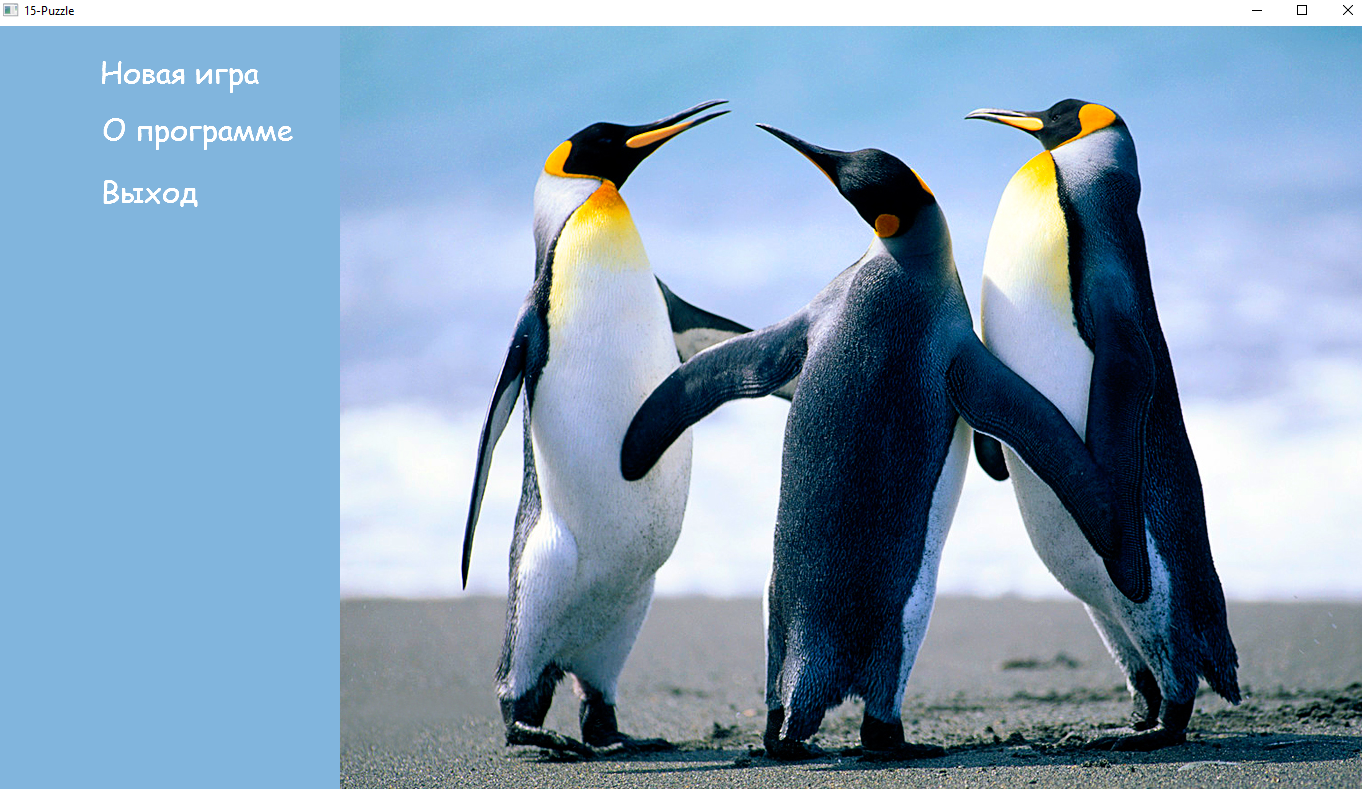 15-Puzzle
Новая игра
О программе
Выход